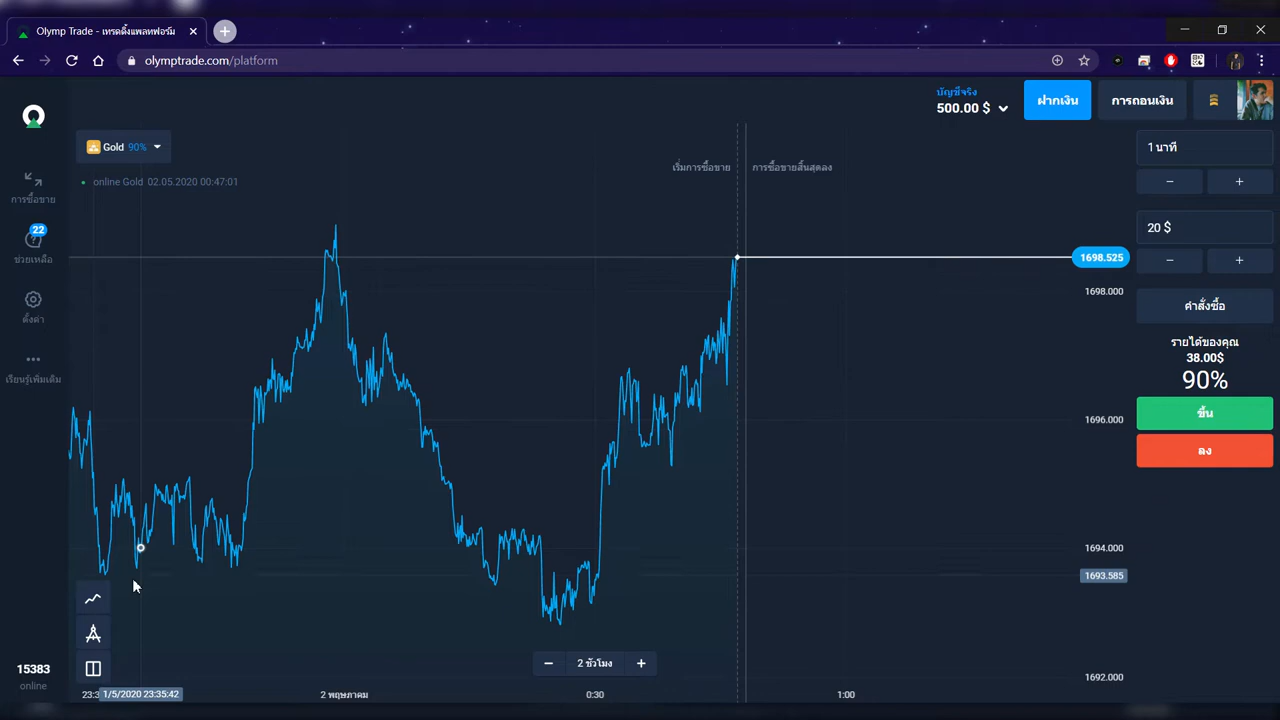 Olymp Trade - เทรดดิ้งแพลทฟอร์ม
olymptrade.com/platform
บัญชีจริง
500.00 $
ฝากเงิน
การถอนเงิน
Gold 90%
online Gold 02.05.2020 00:47:01
เริ่มการซื้อขาย
การซื้อขายสิ้นสุดลง
การซื้อขาย
22
ช่วยเหลือ
ตั้งค่า
เรียนรู้เพิ่มเติม
15383
online
1 นาที
20 $
คำสั่งซื้อ
รายได้ของคุณ
38.00$
90%
ขึ้น
ลง
1698.525
1698.000
1696.000
1694.000
1693.585
1692.000
2 ชั่วโมง
23:3
1/5/2020 23:35:42
2 พฤษภาคม
0:30
1:00